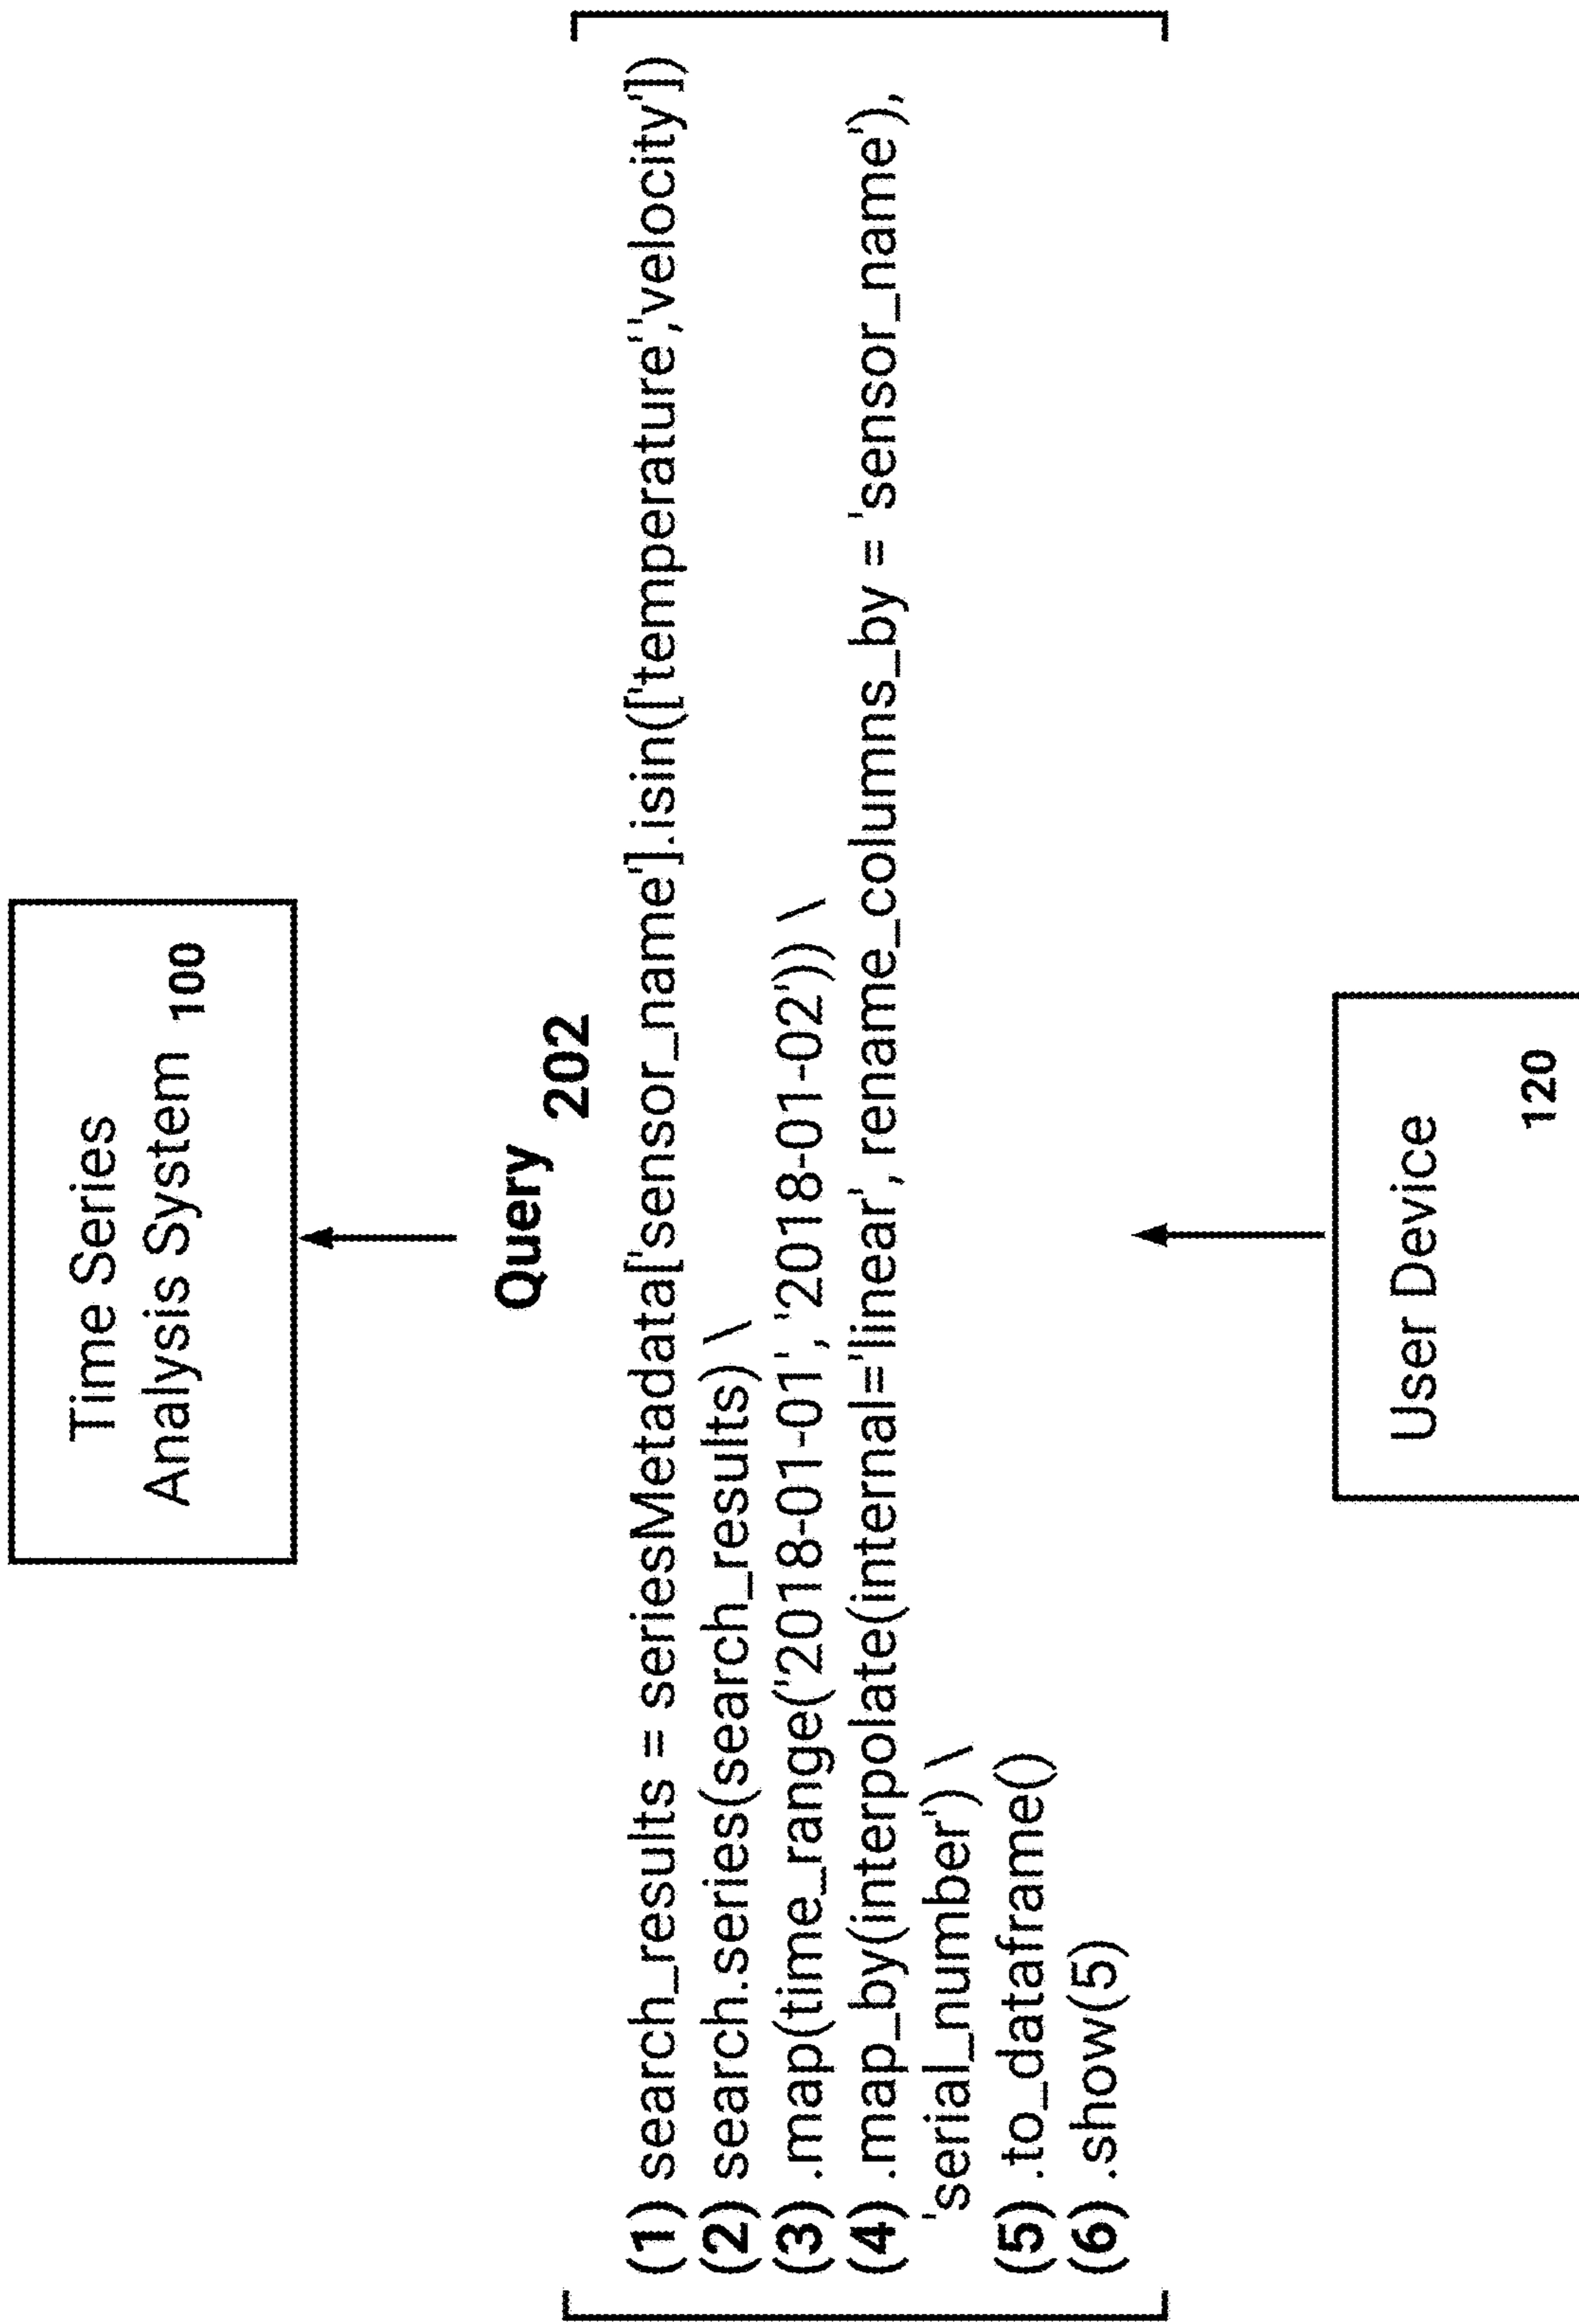 Time Series
Analysis System 100
Query 202
(1) search_results = seriesMetadata['sensor_name'].isin(['temperature','velocity'])
(2) search.series(search_results) \
(3) .map(time_range('2018-01-01', '2018-01-02')) \
(4) .map_by(interpolate(internal='linear', rename_columns_by = 'sensor_name'),
'serial_number') \
(5) .to_dataframe()
(6) .show(5)
User Device
120